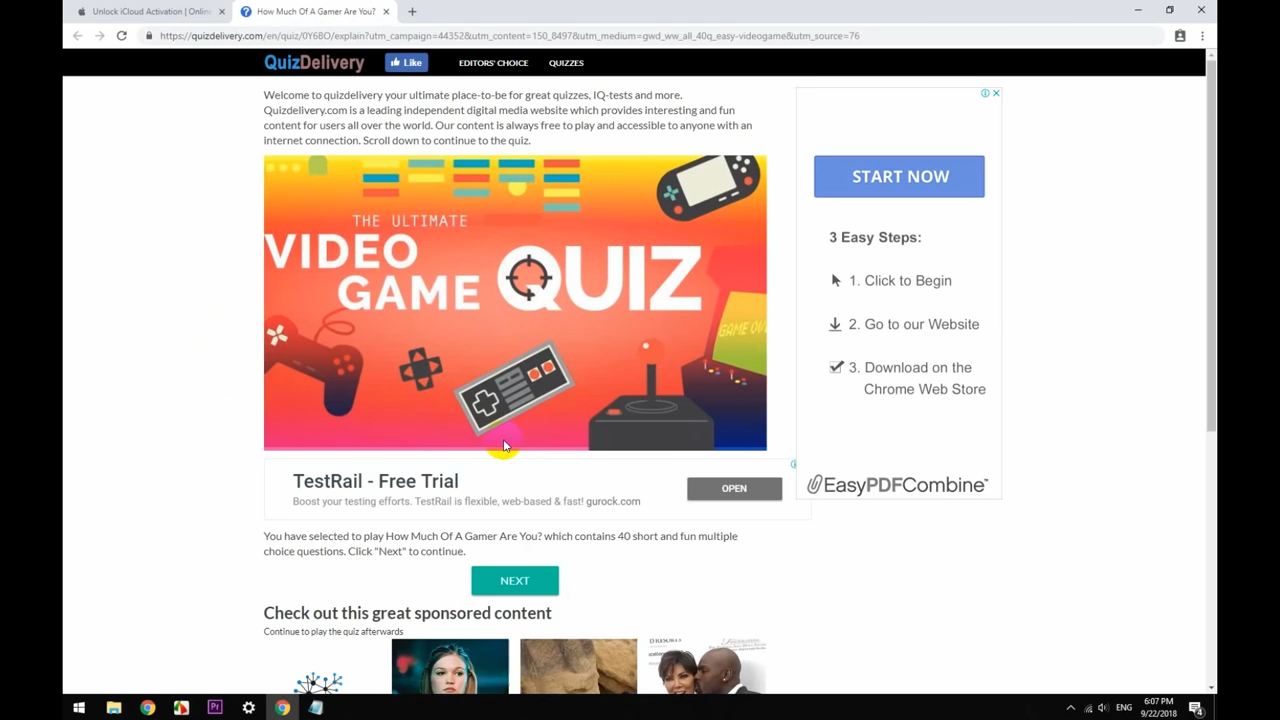 Unlock iCloud Activation | Online
How Much Of A Gamer Are You?
https://quizdelivery.com/en/quiz/0Y6BO/explain?utm_campaign=44352&utm_content=150_8497&utm_medium=gwd_ww_all_40q_easy-videogame&utm_source=76
QuizDelivery
Like
EDITORS' CHOICE
QUIZZES
Welcome to quizdelivery your ultimate place-to-be for great quizzes, IQ-tests and more.
Quizdelivery.com is a leading independent digital media website which provides interesting and fun
content for users all over the world. Our content is always free to play and accessible to anyone with an
internet connection. Scroll down to continue to the quiz.
THE ULTIMATE
VIDEO
GAME QUIZ
GAME OV
START NOW
3 Easy Steps:
1. Click to Begin
2. Go to our Website
3. Download on the
Chrome Web Store
EasyPDFCombine™
TestRail - Free Trial
Boost your testing efforts. TestRail is flexible, web-based & fast! gurock.com
OPEN
You have selected to play How Much Of A Gamer Are You? which contains 40 short and fun multiple
choice questions. Click "Next" to continue.
NEXT
Check out this great sponsored content
Continue to play the quiz afterwards
Pr
ENG
6:07 PM
9/22/2018
4